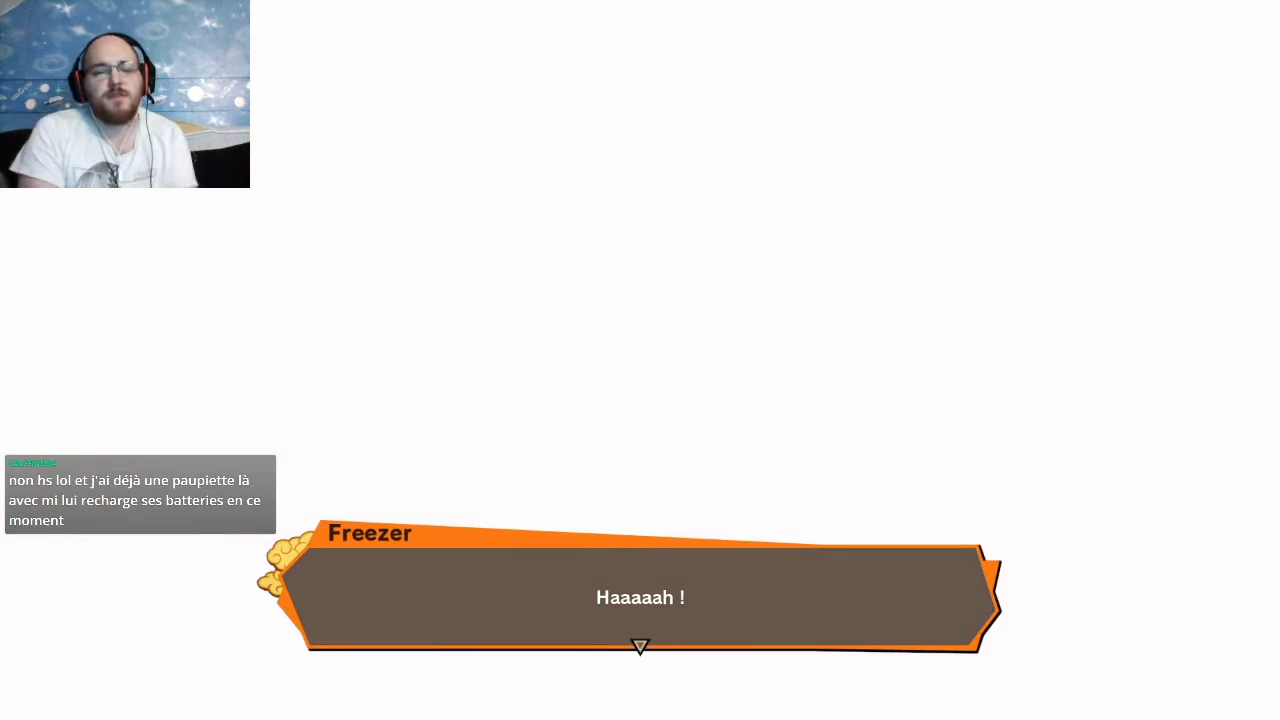 non hs lol et j'ai déjà une paupiette là
avec mi lui recharge ses batteries en ce
moment
Freezer
Haaaaah !